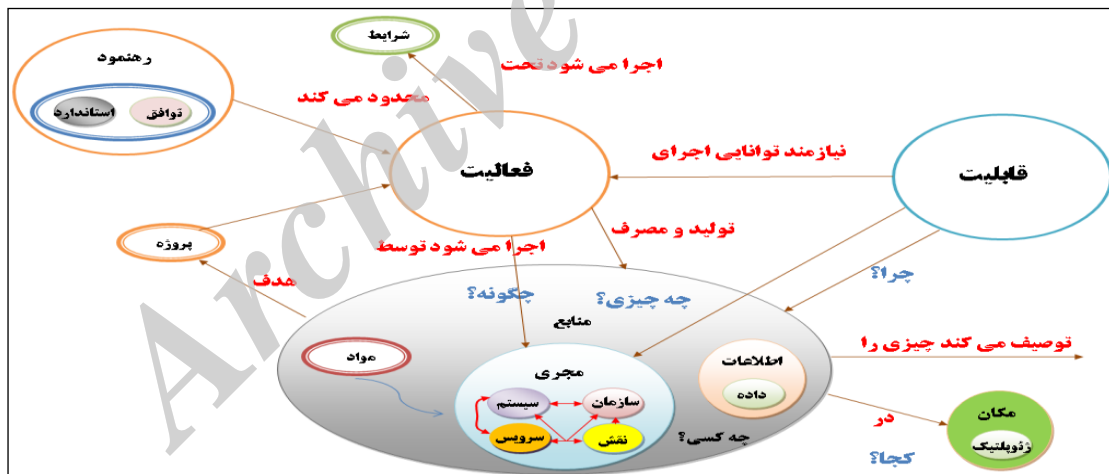 شرایط
رهنمود
اجرا می شود تحت
استاندارد
توافق
محدود می کند
نیازمند توانایی اجرای
فعالیت
قابلیت
پروژه
اجرا می شود توسط
تولید و مصرف
هدف
چگونه؟
چه چیزی؟
چرا؟
منابع
مواد
مجری
اطلاعات
داده
توصیف می کند چیزی را
سیستم
سازمان
سرویس
نقش
چه کسی؟
در
مکان
ژئوپلتیک
کجا؟
Archive